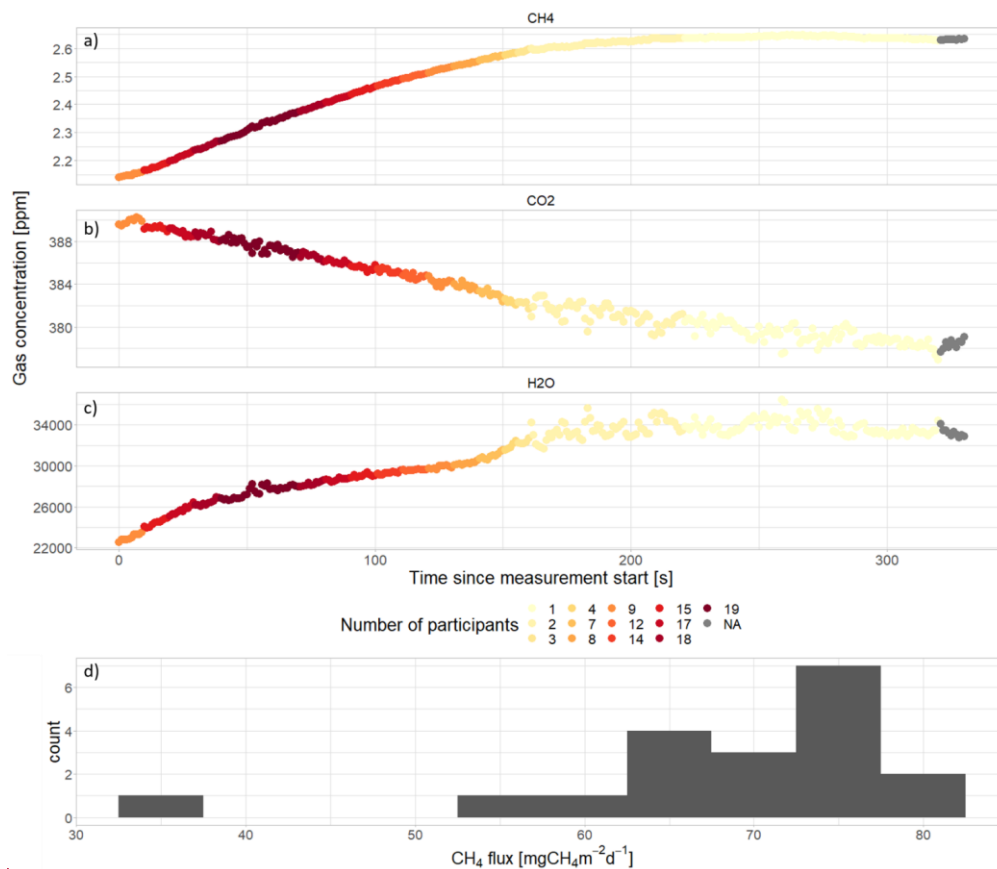 CH4
a)
2.6
2.5
2.4
2.3
2.2
CO2
b)
388
384
380
Gas concentration [ppm]
H2O
c)
34000
30000
26000
22000
0 100 200 300
Time since measurement start [s]
Number of participants
1 4 9 15 19
2 7 12 17 NA
3 8 14 18
d)
6
4
2
0
count
30 40 50 60 70 80
CH₄ flux [mgCH₄m⁻²d⁻¹]